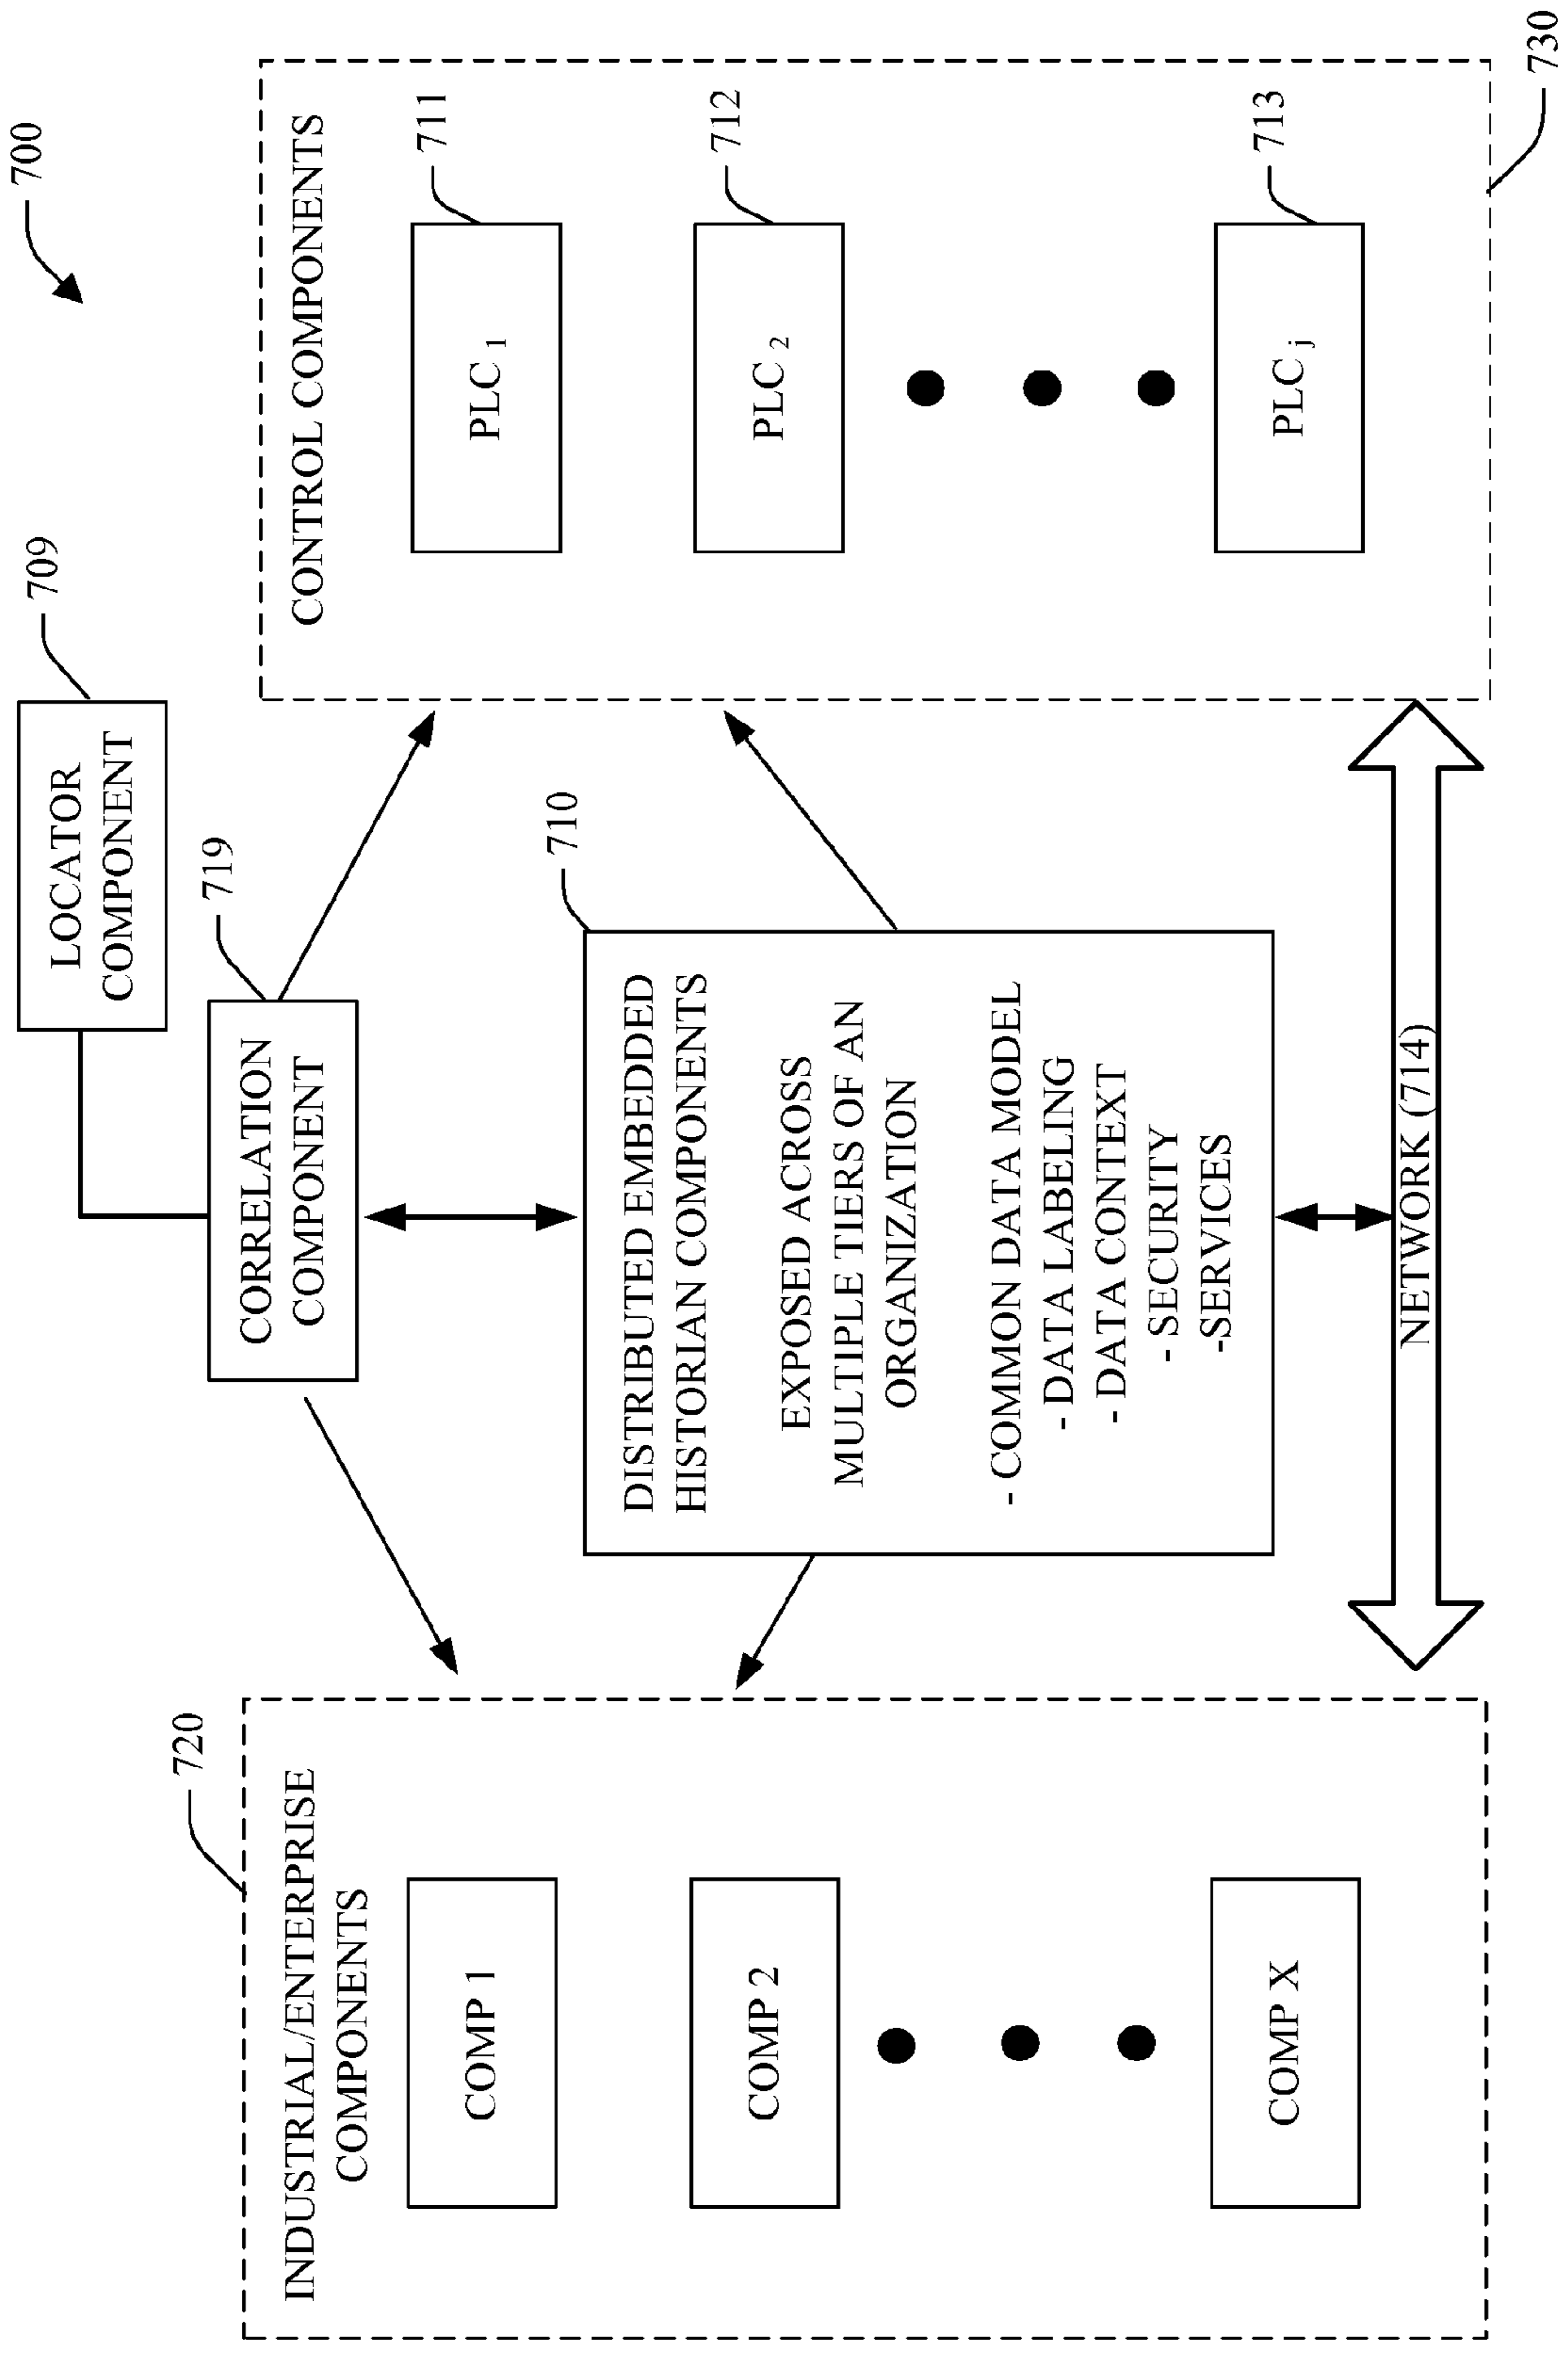 700
LOCATOR
COMPONENT
709
CORRELATION
COMPONENT
719
720
INDUSTRIAL/ENTERPRISE
COMPONENTS
COMP 1
COMP 2
COMP X
710
DISTRIBUTED EMBEDDED
HISTORIAN COMPONENTS
EXPOSED ACROSS
MULTIPLE TIERS OF AN
ORGANIZATION
- COMMON DATA MODEL
- DATA LABELING
- DATA CONTEXT
- SECURITY
-SERVICES
CONTROL COMPONENTS
PLC 1
711
PLC 2
712
PLC j
713
NETWORK (714)
730